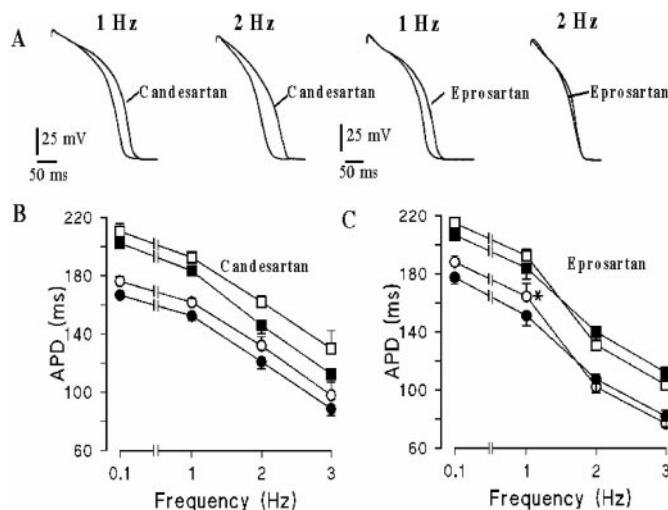 1 Hz 2 Hz 1 Hz 2 Hz
A
Candesartan Candesartan Eprosartan Eprosartan
25 mV 25 mV
50 ms 50 ms
B
220
180
140
100
60
APD (ms)
Candesartan
0.1 1 2 3
Frequency (Hz)
C
220
180
140
100
60
APD (ms)
Eprosartan
*
0.1 1 2 3
Frequency (Hz)